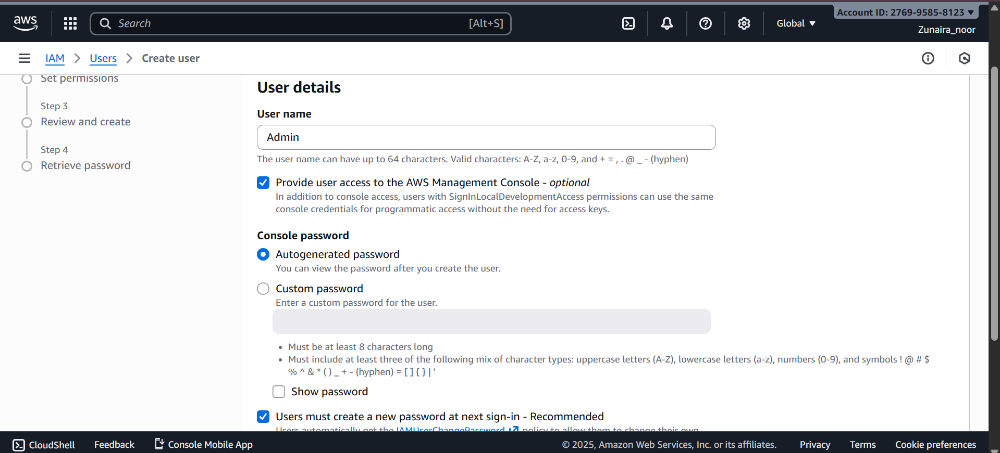 aws
Search
[Alt+S]
Global
Account ID: 2769-9585-8123
Zunaira_noor
IAM
Users
Create user
Set permissions
Step 3
Review and create
Step 4
Retrieve password
User details
User name
Admin
The user name can have up to 64 characters. Valid characters: A-Z, a-z, 0-9, and + = , . @ _ - (hyphen)
Provide user access to the AWS Management Console - optional
In addition to console access, users with SignInLocalDevelopmentAccess permissions can use the same
console credentials for programmatic access without the need for access keys.
Console password
Autogenerated password
You can view the password after you create the user.
Custom password
Enter a custom password for the user.
• Must be at least 8 characters long
• Must include at least three of the following mix of character types: uppercase letters (A-Z), lowercase letters (a-z), numbers (0-9), and symbols ! @ # $
% ^ & * ( ) _ + - (hyphen) = [ ] { } | '
Show password
Users must create a new password at next sign-in - Recommended
Users automatically get the IAMUserChangePassword policy to allow them to change their own
CloudShell
Feedback
Console Mobile App
© 2025, Amazon Web Services, Inc. or its affiliates.
Privacy
Terms
Cookie preferences